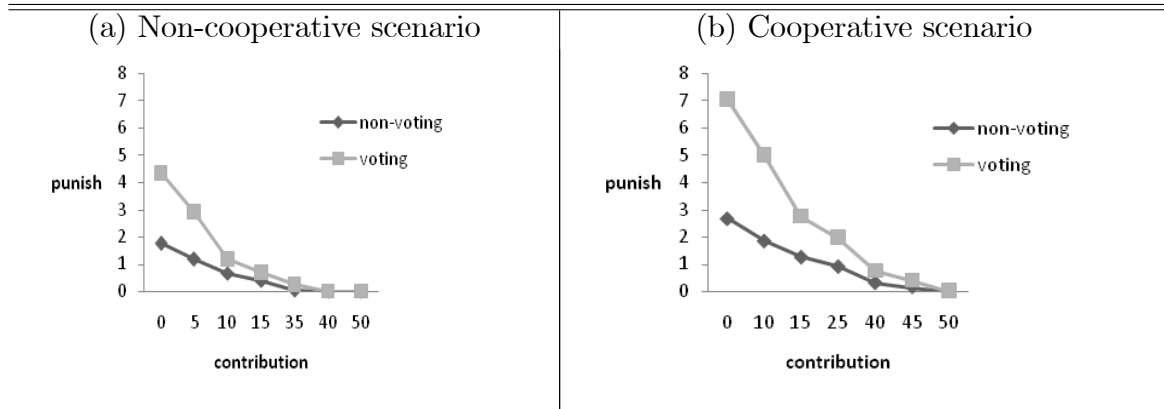 (a) Non-cooperative scenario
8
7
6
5
4
3
2
1
0
punish
non-voting
voting
0 5 10 15 35 40 50
contribution
(b) Cooperative scenario
8
7
6
5
4
3
2
1
0
punish
non-voting
voting
0 10 15 25 40 45 50
contribution